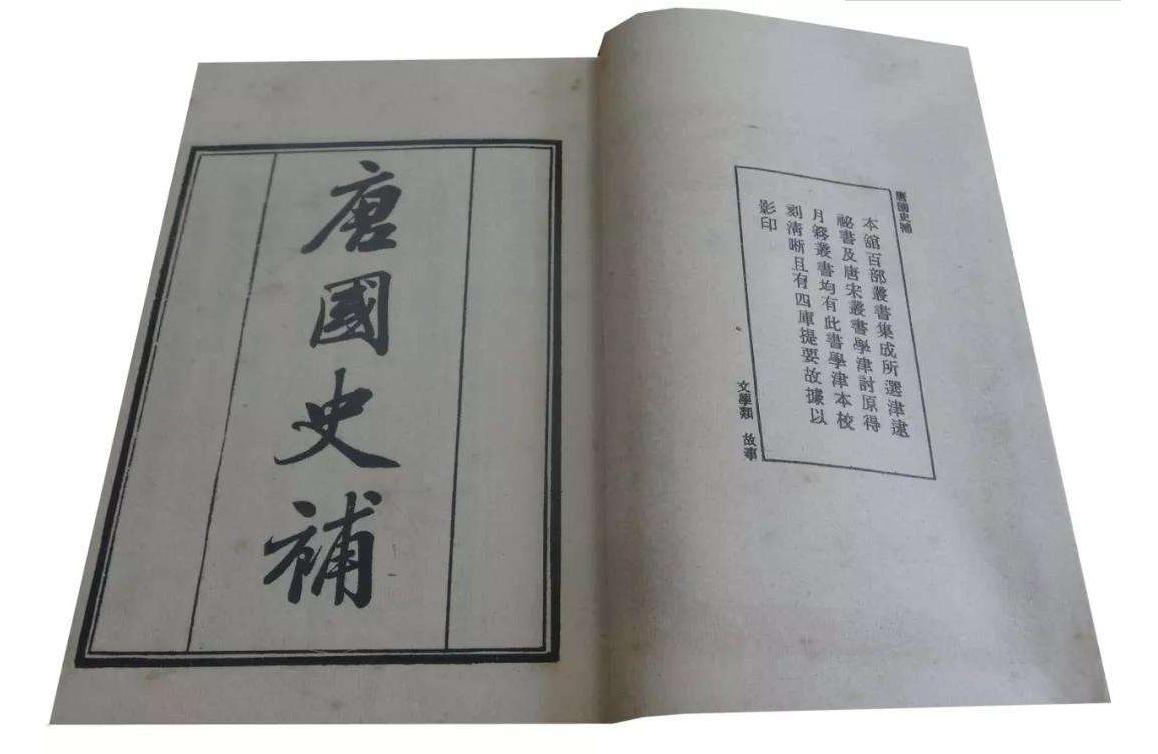 唐國史補
本舘百部叢書集成所選津逮
祕書及唐宋叢書學津討原得
月簃叢書均有此書學津本校
刻淸晰且有四庫提要故據以
影印
文學類 故事
唐國史補